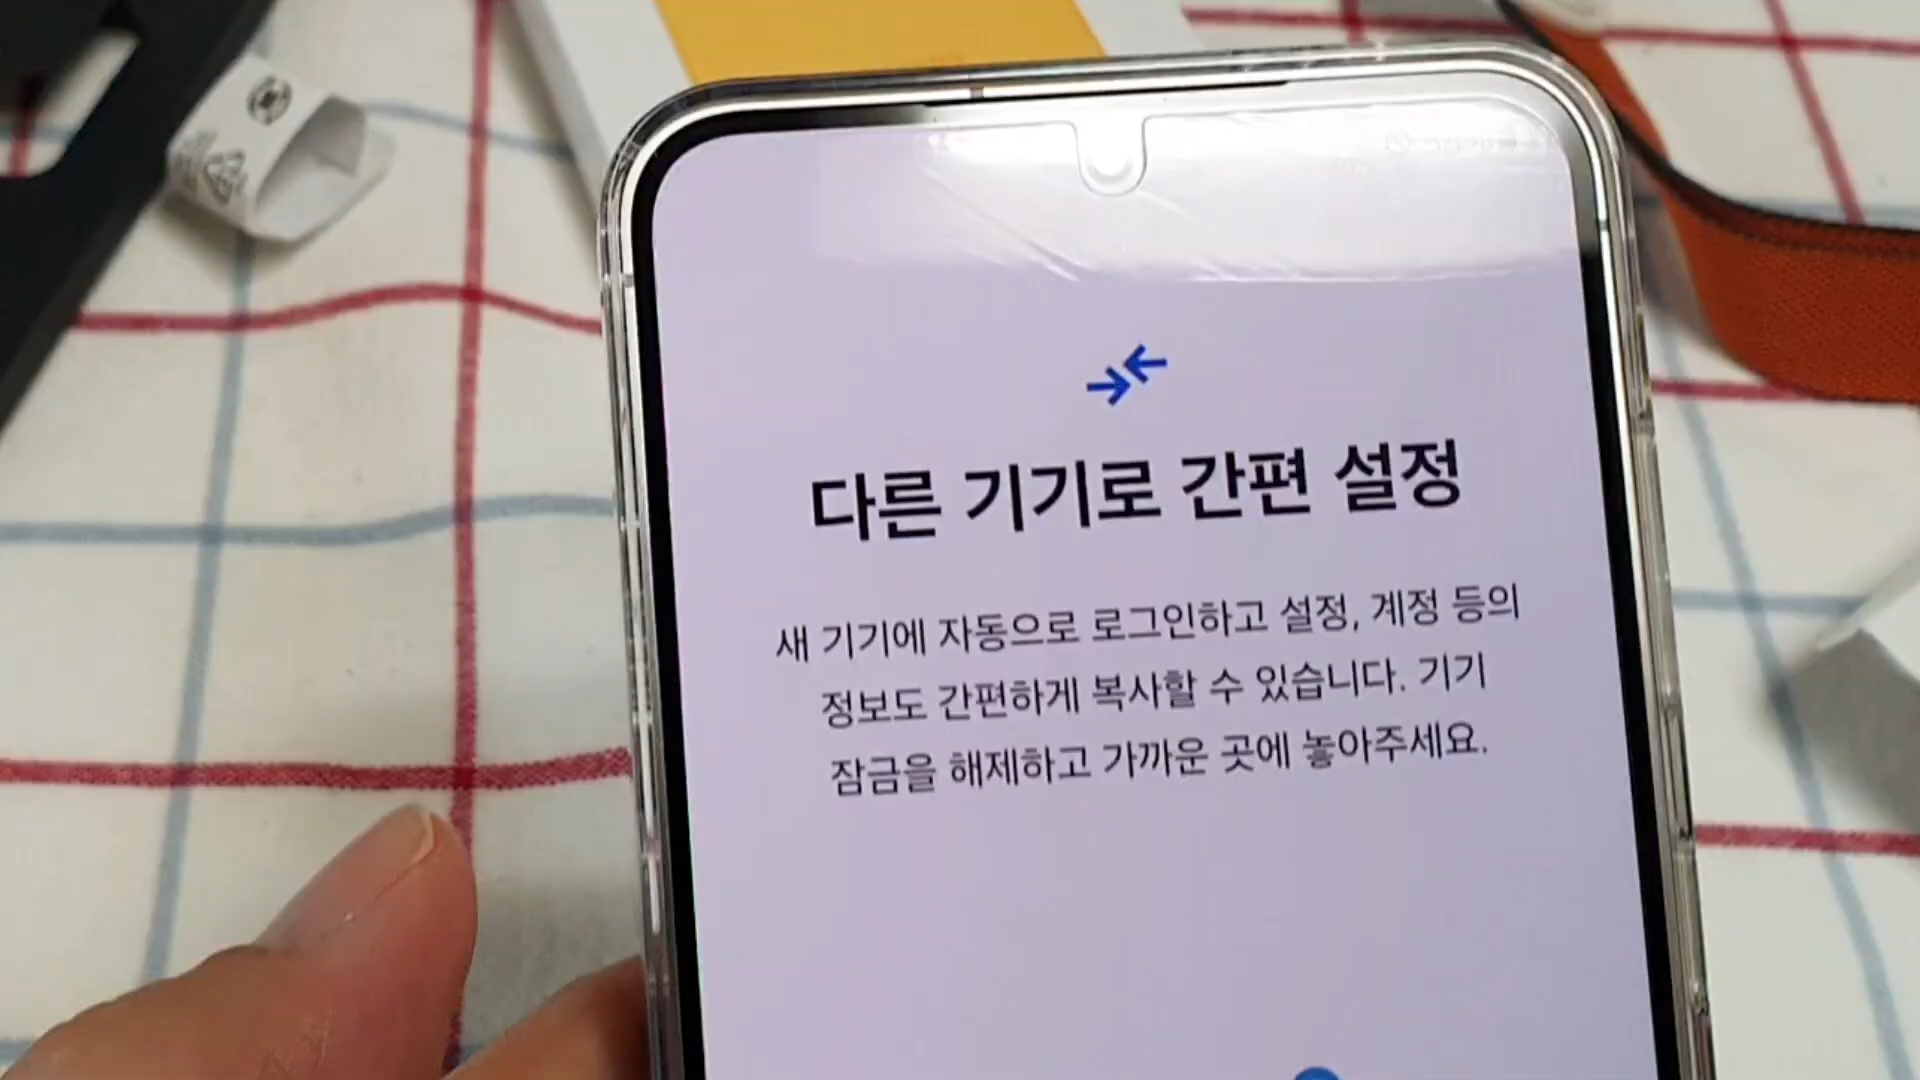 다른 기기로 간편 설정
새 기기에 자동으로 로그인하고 설정, 계정 등의
정보도 간편하게 복사할 수 있습니다. 기기
잠금을 해제하고 가까운 곳에 놓아주세요.